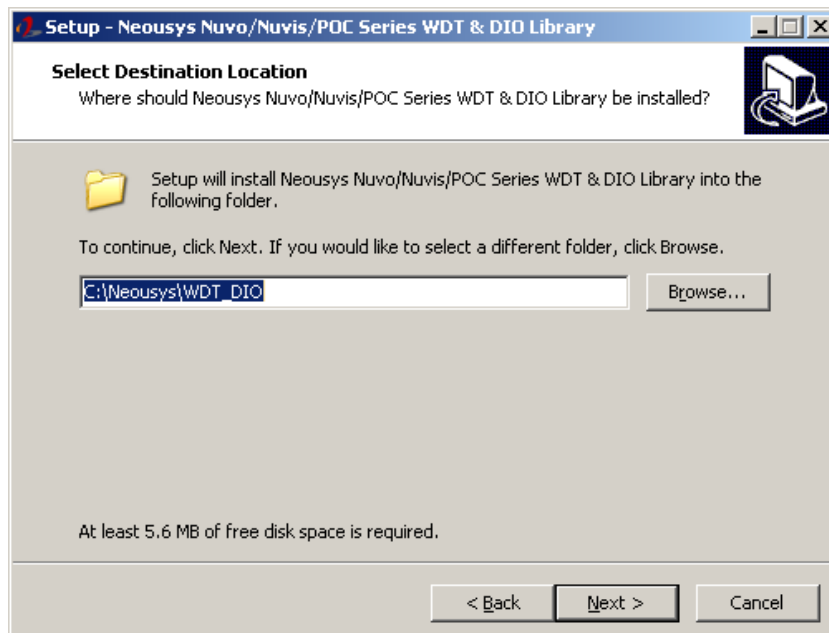 Setup - Neousys Nuvo/Nuvis/POC Series WDT & DIO Library
Select Destination Location
Where should Neousys Nuvo/Nuvis/POC Series WDT & DIO Library be installed?
Setup will install Neousys Nuvo/Nuvis/POC Series WDT & DIO Library into the
following folder.
To continue, click Next. If you would like to select a different folder, click Browse.
C:\Neousys\WDT_DIO
Browse...
At least 5.6 MB of free disk space is required.
< Back
Next >
Cancel